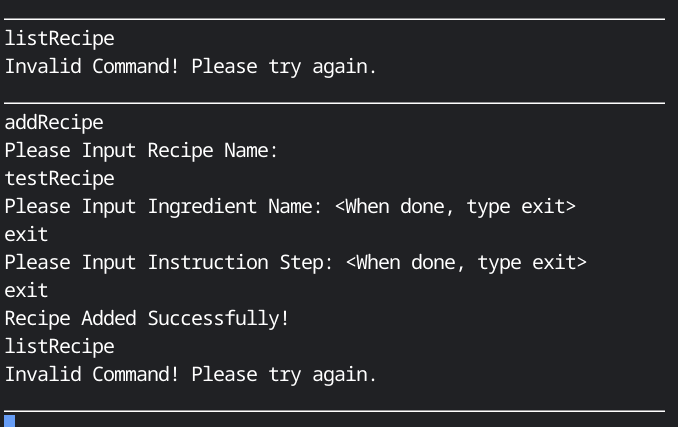 listRecipe
Invalid Command! Please try again.
addRecipe
Please Input Recipe Name:
testRecipe
Please Input Ingredient Name: <When done, type exit>
exit
Please Input Instruction Step: <When done, type exit>
exit
Recipe Added Successfully!
listRecipe
Invalid Command! Please try again.